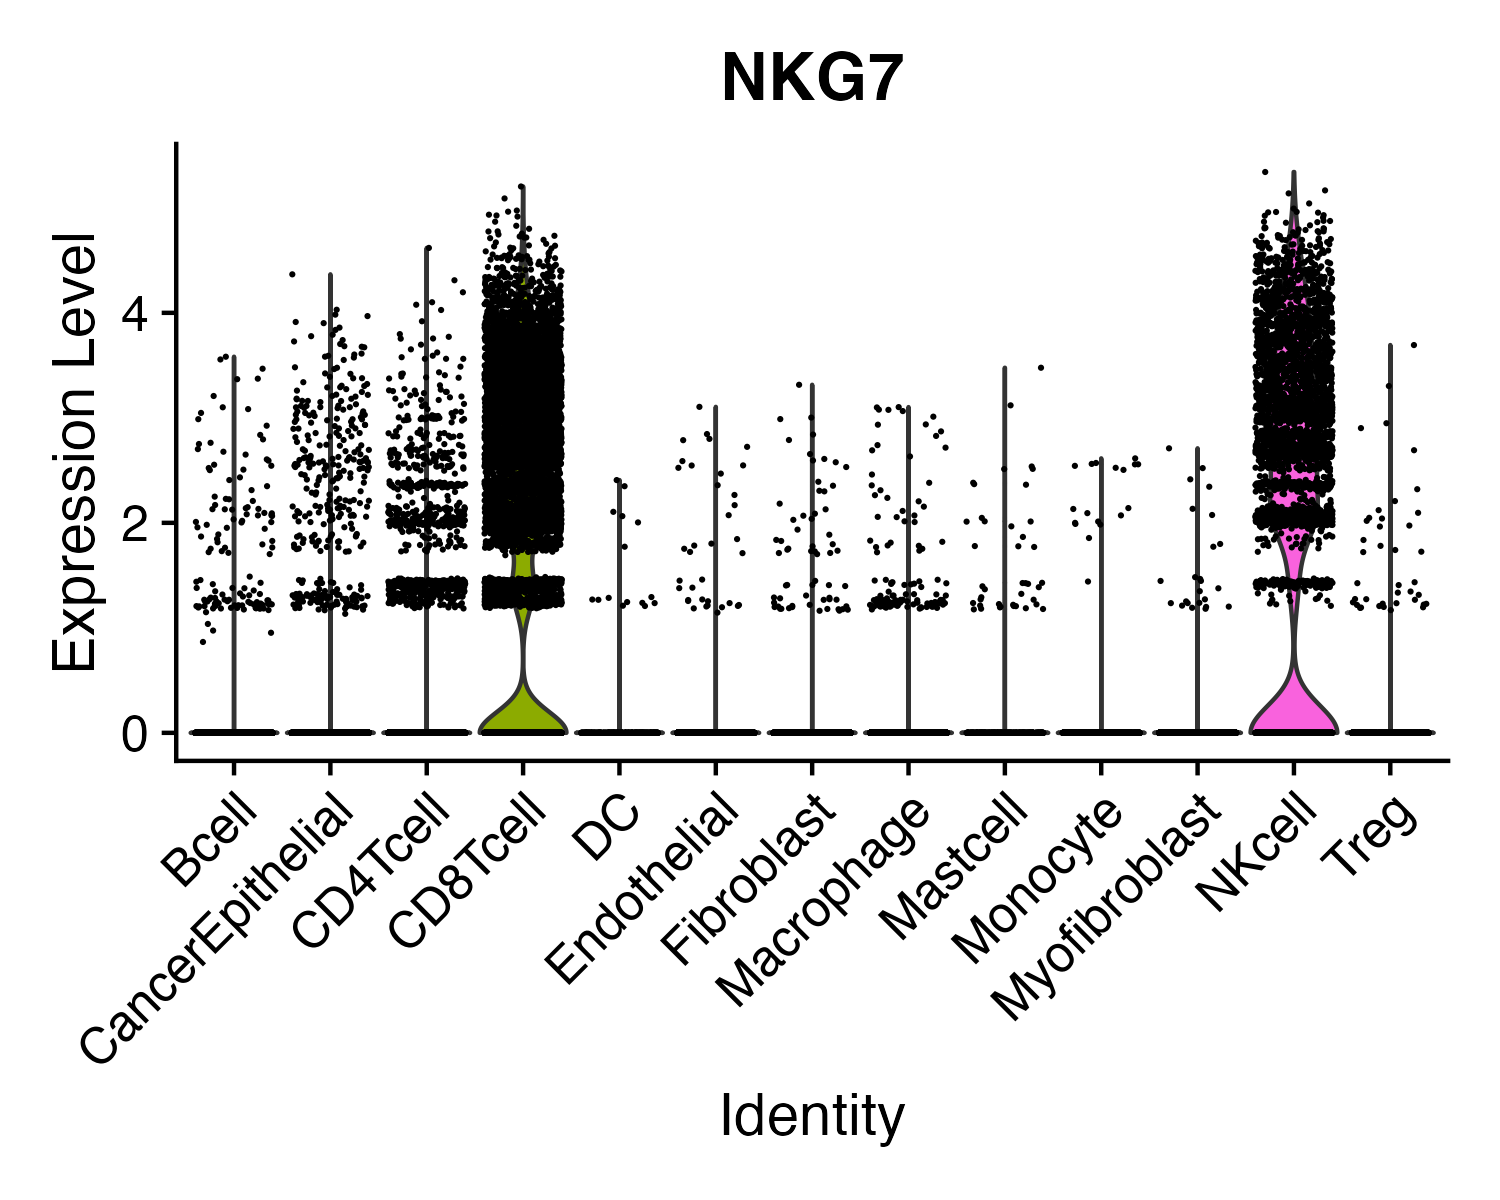 NKG7
Expression Level
4
2
0
Bcell
CancerEpithelial
CD4Tcell
CD8Tcell
DC
Endothelial
Fibroblast
Macrophage
Mastcell
Monocyte
Myofibroblast
NKcell
Treg
Identity